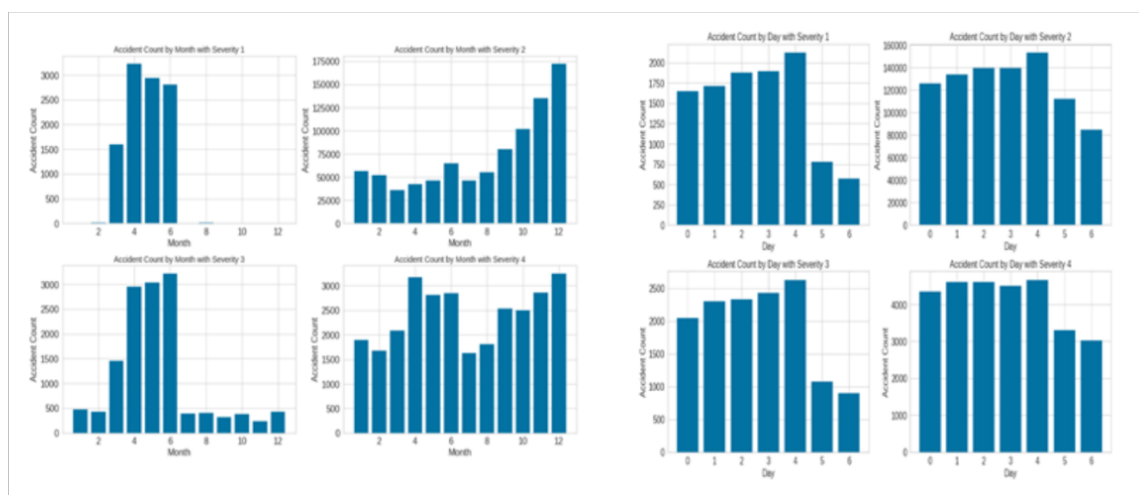 Accident Count by Month with Severity 1
Accident Count
3000
2500
2000
1500
1000
500
0
2 4 6 8 10 12
Month
Accident Count by Month with Severity 2
Accident Count
175000
150000
125000
100000
75000
50000
25000
0
2 4 6 8 10 12
Month
Accident Count by Month with Severity 3
Accident Count
3000
2500
2000
1500
1000
500
0
2 4 6 8 10 12
Month
Accident Count by Month with Severity 4
Accident Count
3000
2500
2000
1500
1000
500
0
2 4 6 8 10 12
Month
Accident Count by Day with Severity 1
Accident Count
2000
1750
1500
1250
1000
750
500
250
0
0 1 2 3 4 5 6
Day
Accident Count by Day with Severity 2
Accident Count
160000
140000
120000
100000
80000
60000
40000
20000
0
0 1 2 3 4 5 6
Day
Accident Count by Day with Severity 3
Accident Count
2500
2000
1500
1000
500
0
0 1 2 3 4 5 6
Day
Accident Count by Day with Severity 4
Accident Count
4000
3000
2000
1000
0
0 1 2 3 4 5 6
Day